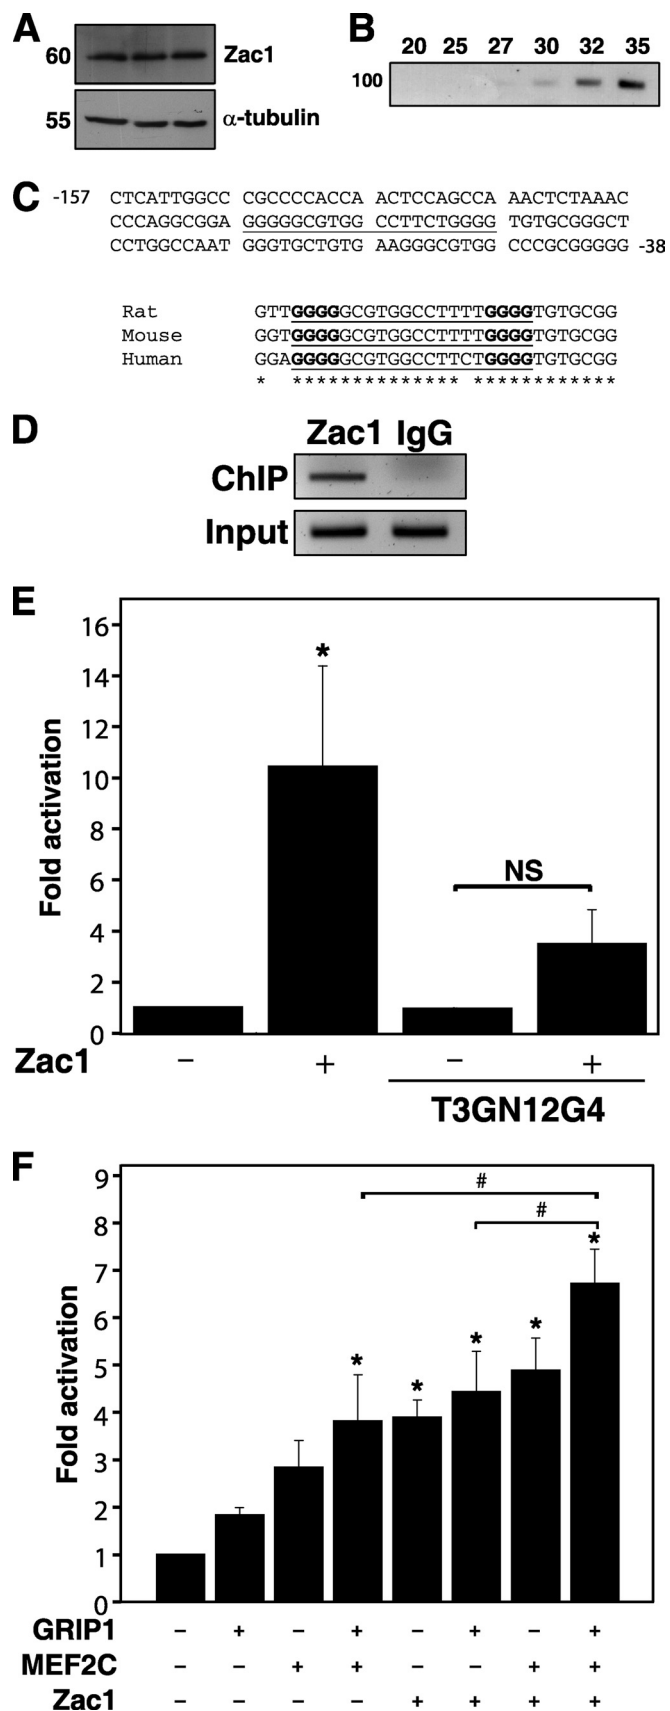 A
60
Zac1
55
α-tubulin
B
20 25 27 30 32 35
100
C
-157 CTCATTGGCC CGCCCCACCA ACTCCAGCCA AACTCTAAAC
CCCAGGCGGA GGGGGCGTGG CCTTCTGGGG TGTGCGGGCT
CCTGGCCAAT GGGTGCTGTG AAGGGCGTGG CCCGCGGGGG -38
Rat GTTGGGGGCGTGGCCTTTTGGGGTGTGCGG
Mouse GGTGGGGGCGTGGCCTTTTGGGGTGTGCGG
Human GGAGGGGGCGTGGCCTTCTGGGGTGTGCGG
* ************** ************
D
Zac1 IgG
ChIP
Input
E
16
14
12
10
8
6
4
2
0
Fold activation
*
NS
Zac1 – + – +
T3GN12G4
F
9
8
7
6
5
4
3
2
1
0
Fold activation
#
#
* * * * *
GRIP1 – + – + – + – +
MEF2C – – + + – – + +
Zac1 – – – – + + + +